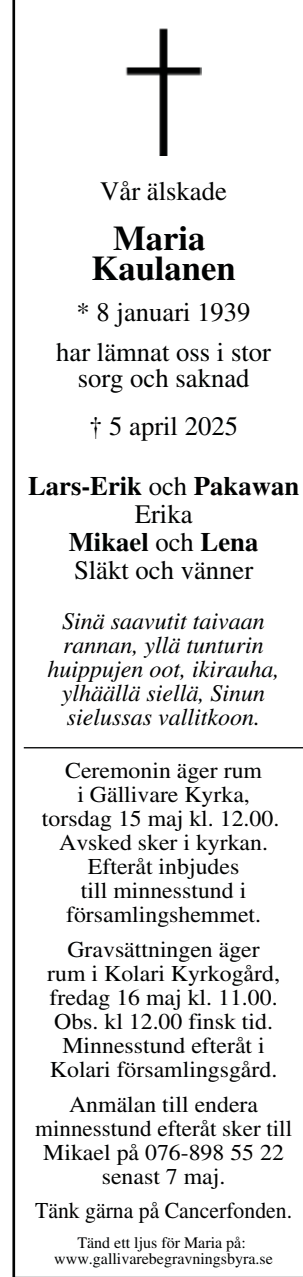 Vår älskade
Maria
Kaulanen
* 8 januari 1939
har lämnat oss i stor
sorg och saknad
† 5 april 2025
Lars-Erik och Pakawan
Erika
Mikael och Lena
Släkt och vänner
Sinä saavutit taivaan
rannan, yllä tunturin
huippujen oot, ikirauha,
ylhäällä siellä, Sinun
sielussas vallitkoon.
Ceremonin äger rum
i Gällivare Kyrka,
torsdag 15 maj kl. 12.00.
Avsked sker i kyrkan.
Efteråt inbjudes
till minnesstund i
församlingshemmet.
Gravsättningen äger
rum i Kolari Kyrkogård,
fredag 16 maj kl. 11.00.
Obs. kl 12.00 finsk tid.
Minnesstund efteråt i
Kolari församlingsgård.
Anmälan till endera
minnesstund efteråt sker till
Mikael på 076-898 55 22
senast 7 maj.
Tänk gärna på Cancerfonden.
Tänd ett ljus för Maria på:
www.gallivarebegravningsbyra.se